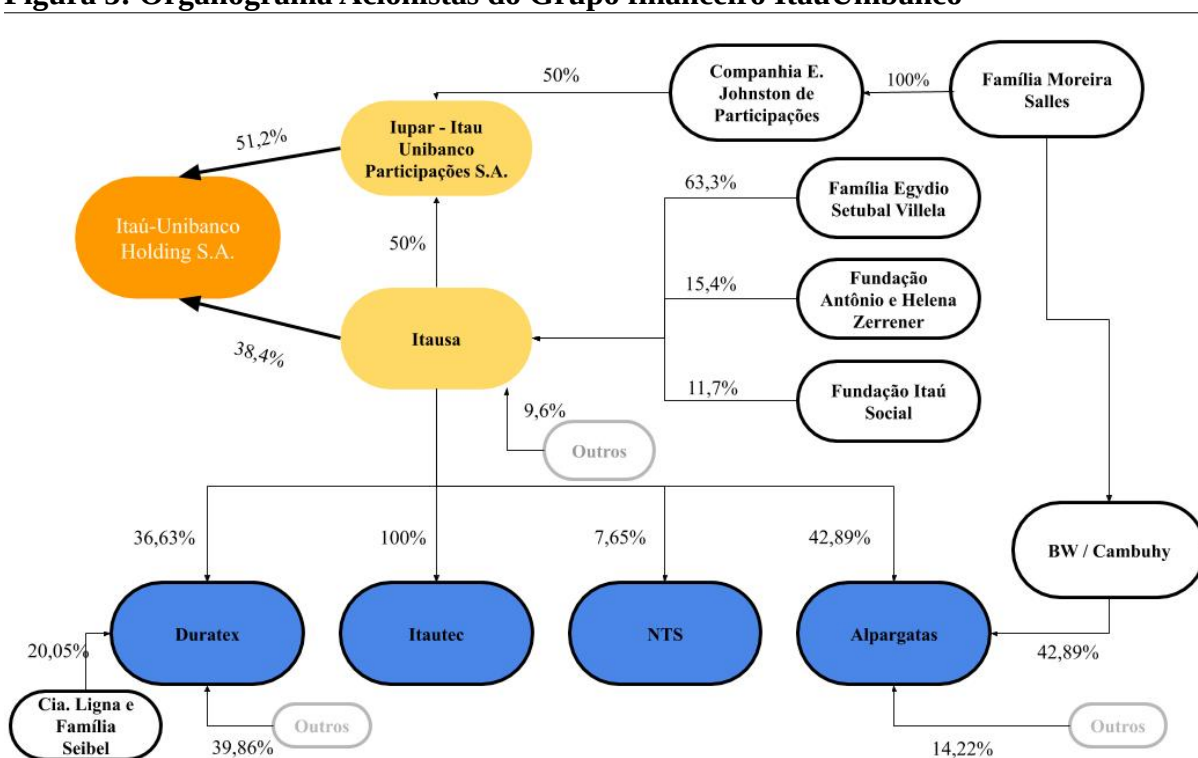 Figura 3: Organograma Acionistas do Grupo financeiro ItaúUnibanco
50%
Companhia E.
Johnston de
Participações
100%
Família Moreira
Salles
51,2%
Iupar - Itau
Unibanco
Participações S.A.
63,3%
Família Egydio
Setubal Villela
Itaú-Unibanco
Holding S.A.
50%
15,4%
Fundação
Antônio e Helena
Zerrener
38,4%
Itausa
11,7%
Fundação Itaú
Social
9,6%
Outros
36,63%
100%
7,65%
42,89%
BW / Cambuhy
Duratex
Itautec
NTS
Alpargatas
20,05%
42,89%
Cia. Ligna e
Família
Seibel
Outros
39,86%
Outros
14,22%